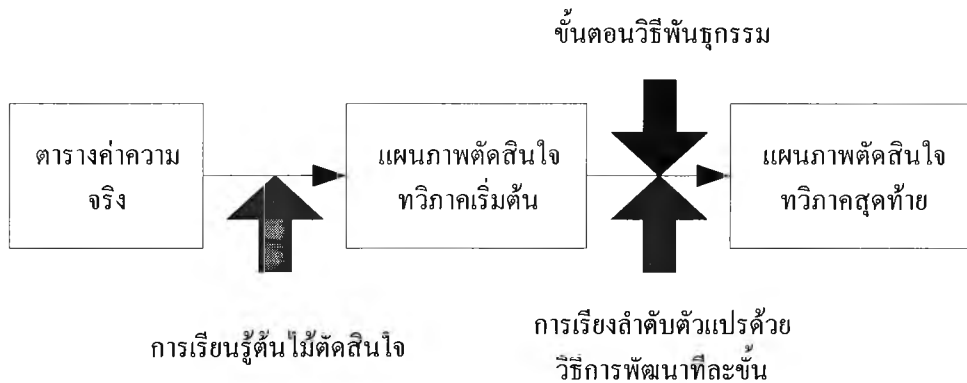 ขั้นตอนวิธีพันธุกรรม
ตารางค่าความ
จริง
แผนภาพตัดสินใจ
ทวิภาคเริ่มต้น
แผนภาพตัดสินใจ
ทวิภาคสุดท้าย
การเรียนรู้ต้นไม้ตัดสินใจ
การเรียงลำดับตัวแปรด้วย
วิธีการพัฒนาทีละขั้น